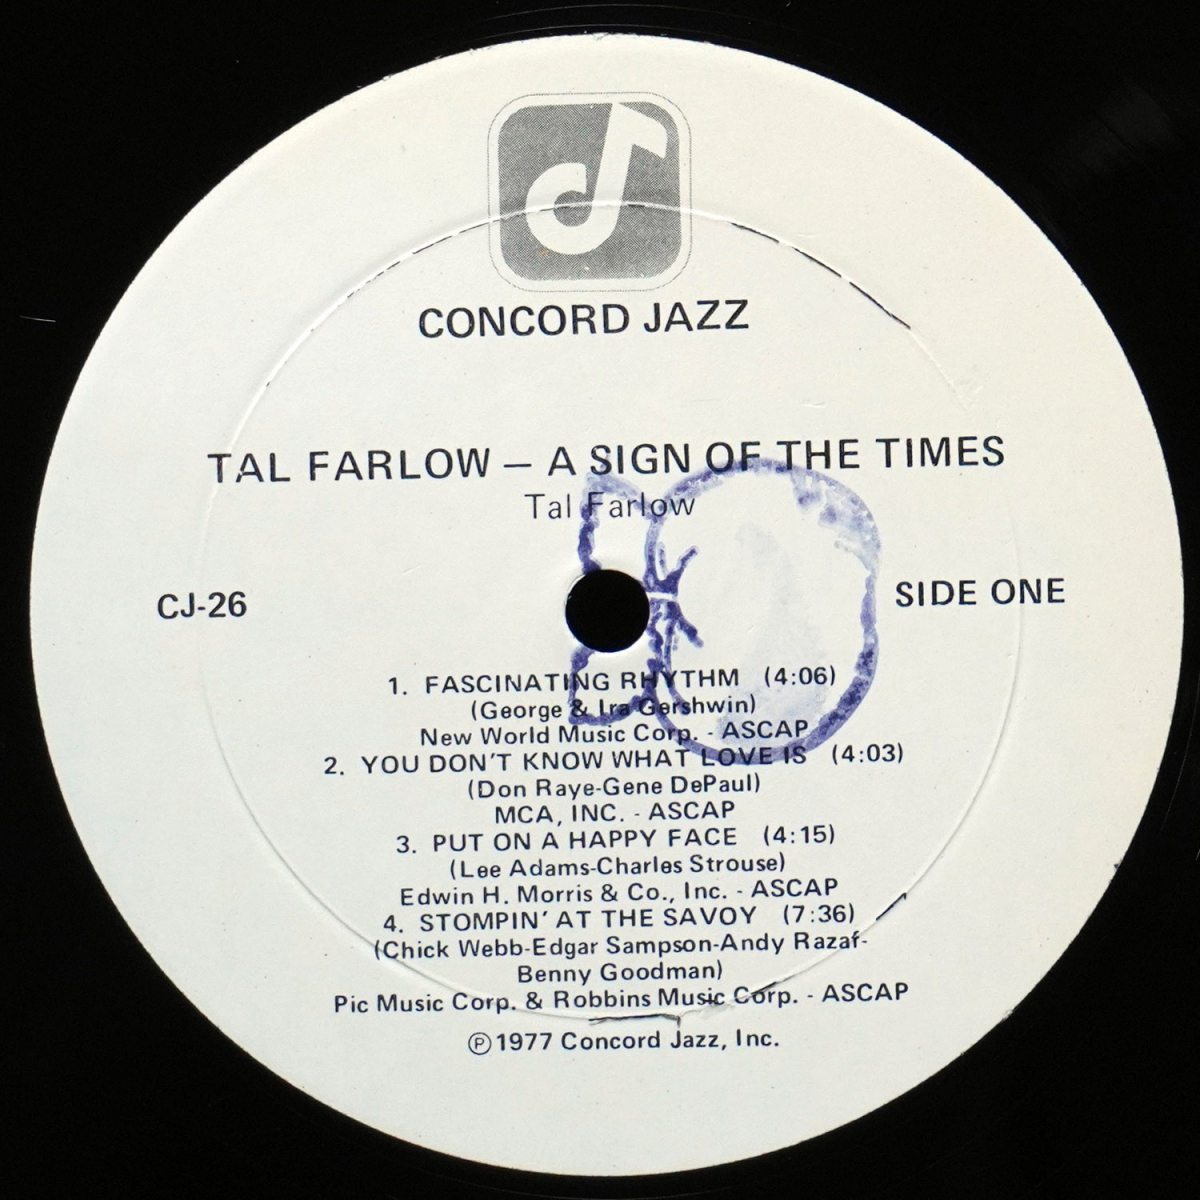 CONCORD JAZZ
TAL FARLOW — A SIGN OF THE TIMES
Tal Farlow
CJ-26
SIDE ONE
1. FASCINATING RHYTHM (4:06)
(George & Ira Gershwin)
New World Music Corp. - ASCAP
2. YOU DON'T KNOW WHAT LOVE IS (4:03)
(Don Raye-Gene DePaul)
MCA, INC. - ASCAP
3. PUT ON A HAPPY FACE (4:15)
(Lee Adams-Charles Strouse)
Edwin H. Morris & Co., Inc. - ASCAP
4. STOMPIN' AT THE SAVOY (7:36)
(Chick Webb-Edgar Sampson-Andy Razaf-
Benny Goodman)
Pic Music Corp. & Robbins Music Corp. - ASCAP
℗ 1977 Concord Jazz, Inc.